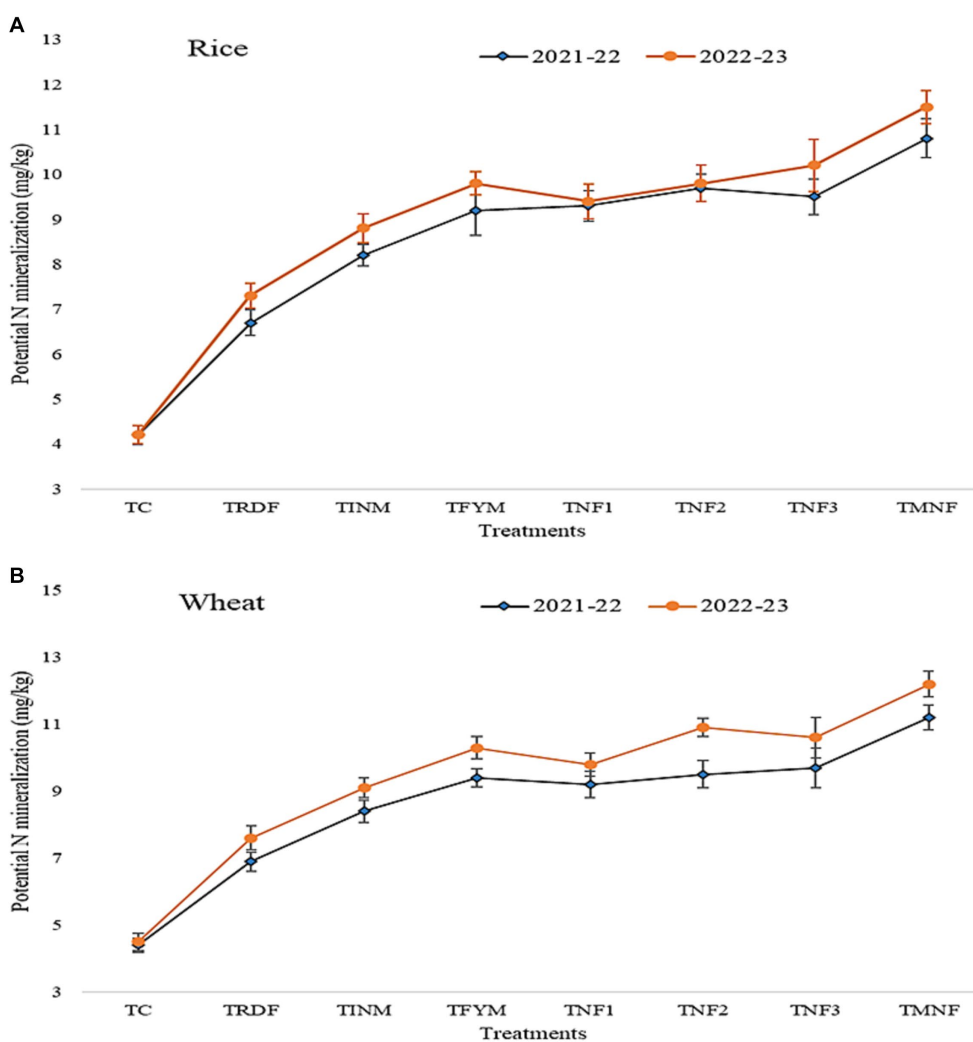 A
Rice
2021-22 2022-23
Potential N mineralization (mg/kg)
13
12
11
10
9
8
7
6
5
4
3
TC TRDF TINM TFYM TNF1 TNF2 TNF3 TMNF
Treatments
B
Wheat
2021-22 2022-23
Potential N mineralization (mg/kg)
15
13
11
9
7
5
3
TC TRDF TINM TFYM TNF1 TNF2 TNF3 TMNF
Treatments